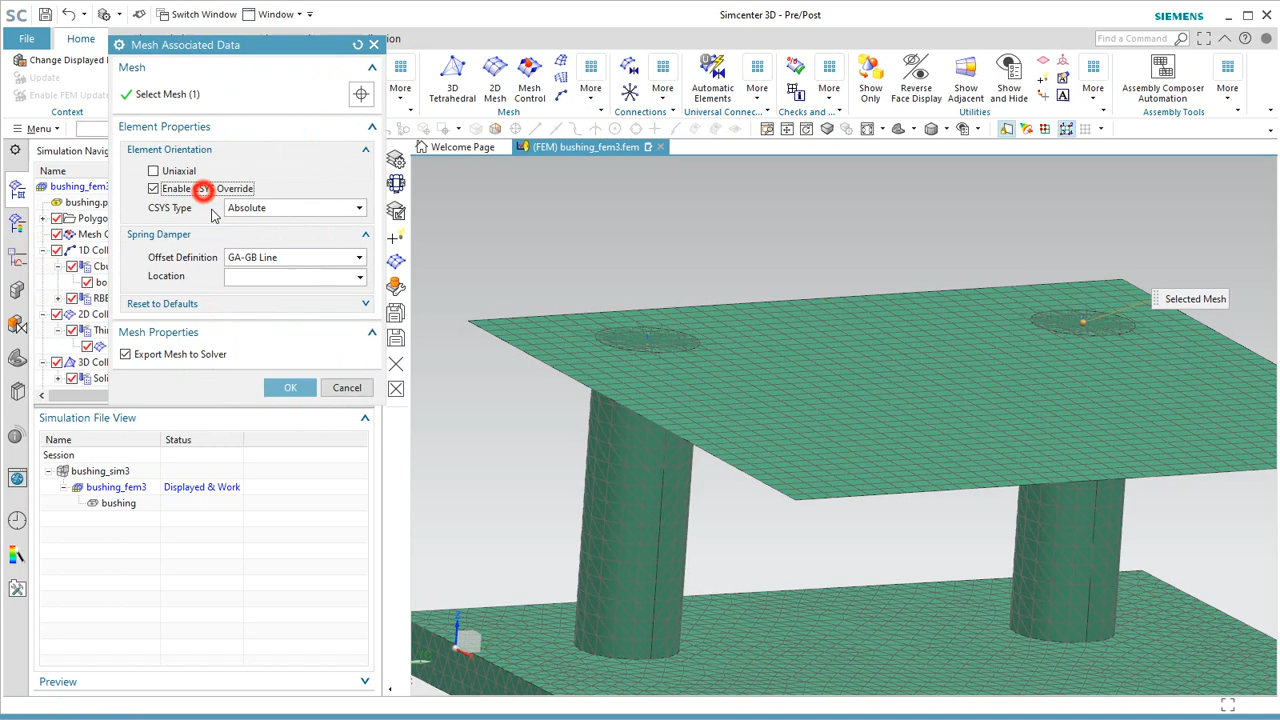 SC
Switch Window
Window
Simcenter 3D - Pre/Post
SIEMENS
File
Home
Mesh Associated Data
Find a Command
Change Displayed
Update
Enable FEM Update
Context
Menu
Mesh
Select Mesh (1)
More
3D Tetrahedral
2D Mesh
Mesh Control
More
More
Automatic Elements
More
More
Show Only
Reverse Face Display
Show Adjacent
Show and Hide
More
Assembly Composer Automation
More
Mesh
Connections
Universal Connec...
Checks and ...
Utilities
Assembly Tools
Element Properties
Element Orientation
Uniaxial
Enable CSYS Override
CSYS Type
Absolute
Spring Damper
Offset Definition
GA-GB Line
Location
Reset to Defaults
Mesh Properties
Export Mesh to Solver
OK
Cancel
Welcome Page
(FEM) bushing_fem3.fem
Simulation Navig
Name
bushing_fem3
bushing.p
Polygo
Mesh C
1D Coll
Cbu
bo
RBE
2D Coll
Thi
3D Coll
Soli
Selected Mesh
Simulation File View
Name
Status
Session
bushing_sim3
bushing_fem3
Displayed & Work
bushing
Preview